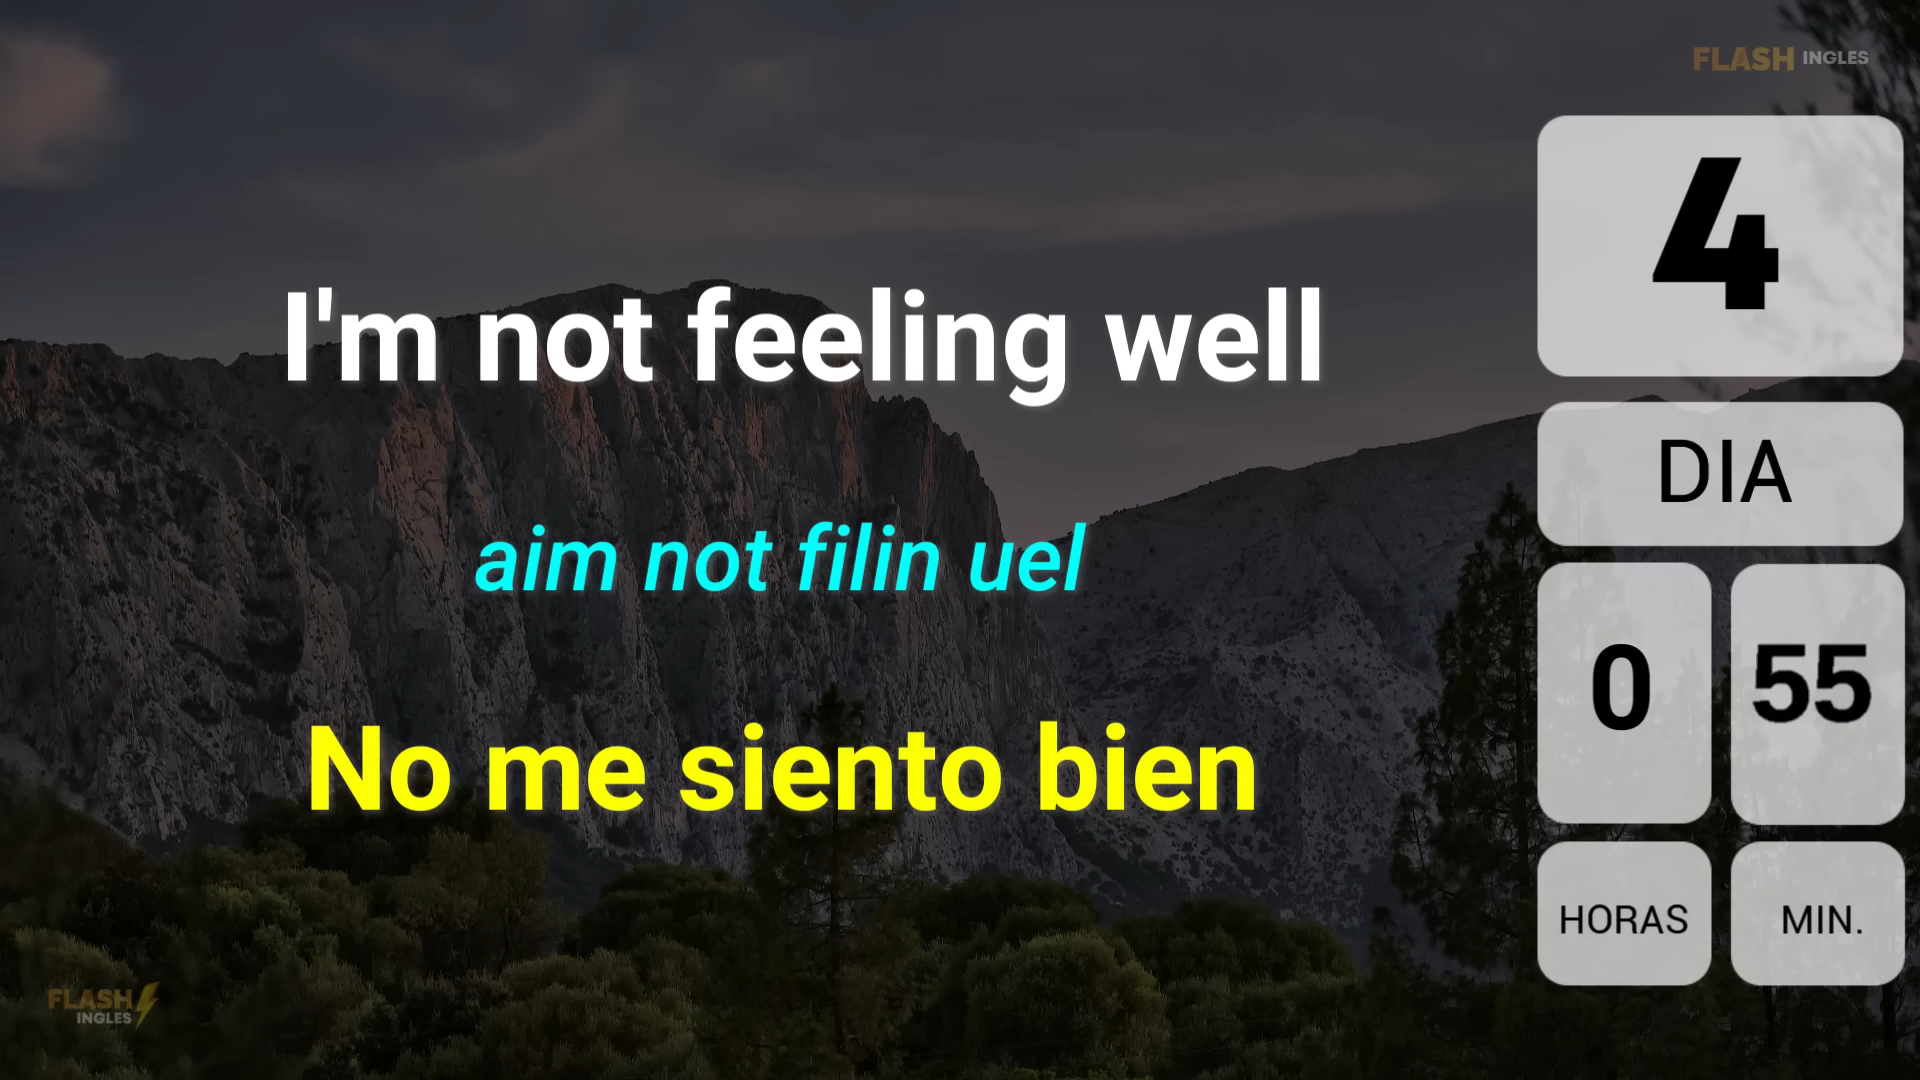 FLASH INGLES
4
DIA
I'm not feeling well
aim not filin uel
No me siento bien
0 55
HORAS MIN.
FLASH
INGLES